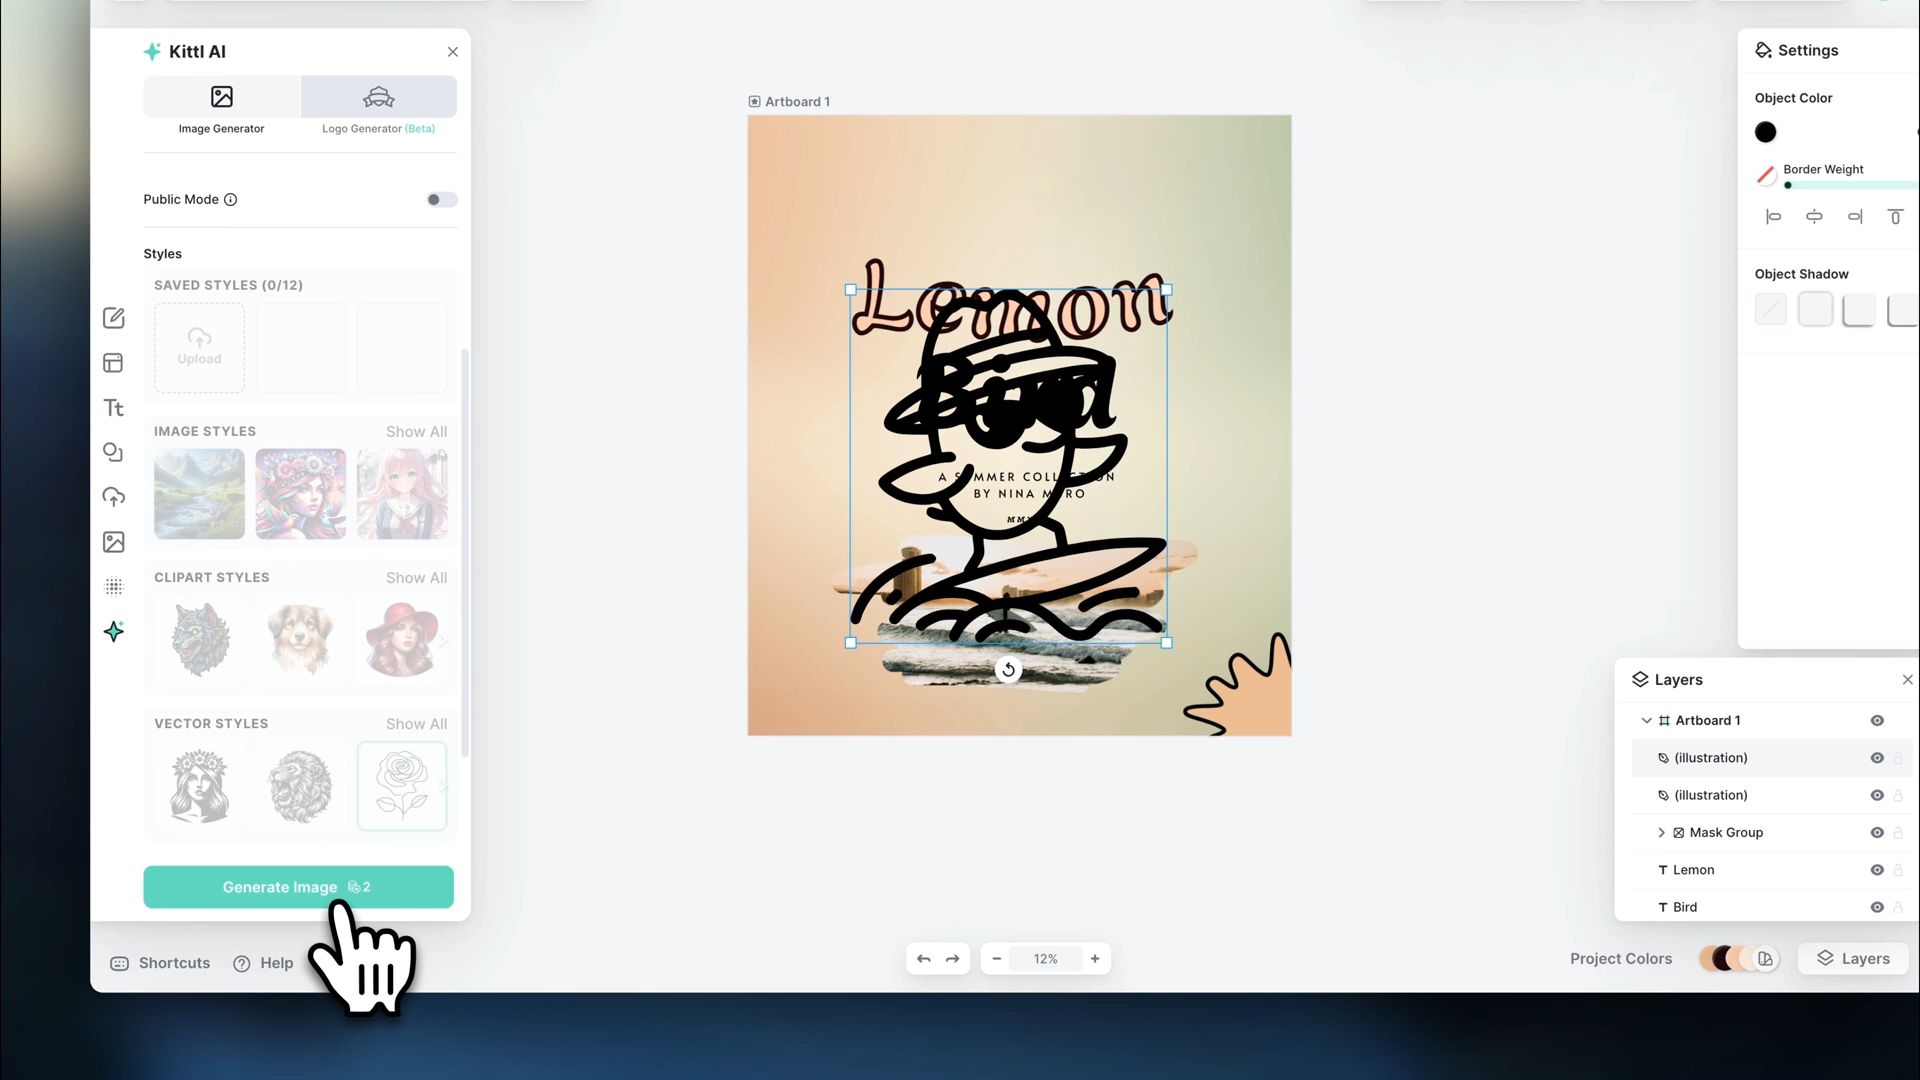 Kittl AI
Image Generator
Logo Generator (Beta)
Public Mode
Styles
SAVED STYLES (0/12)
Upload
IMAGE STYLES
Show All
CLIPART STYLES
Show All
VECTOR STYLES
Show All
Generate Image 2
Shortcuts
Help
Tt
Artboard 1
Lemon
Bird
12%
Settings
Object Color
Border Weight
Object Shadow
Layers
Artboard 1
(illustration)
(illustration)
Mask Group
T Lemon
T Bird
Project Colors
Layers